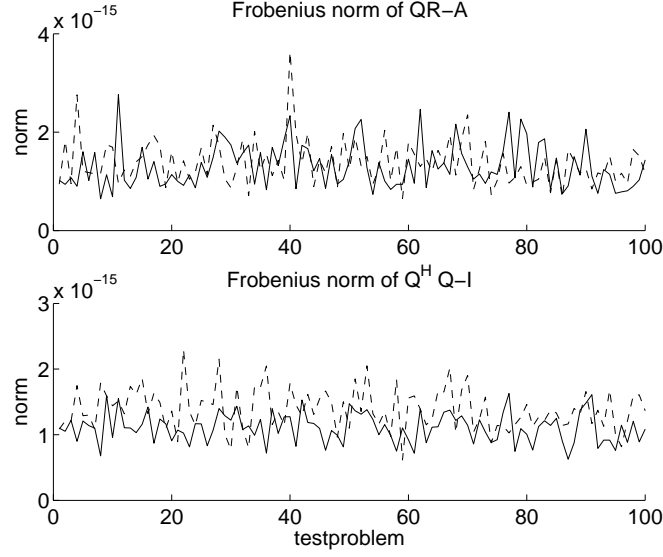 Frobenius norm of QR−A
x 10^−15
4
2
0
norm
0 20 40 60 80 100
Frobenius norm of Q^H Q−I
x 10^−15
3
2
1
0
norm
0 20 40 60 80 100
testproblem